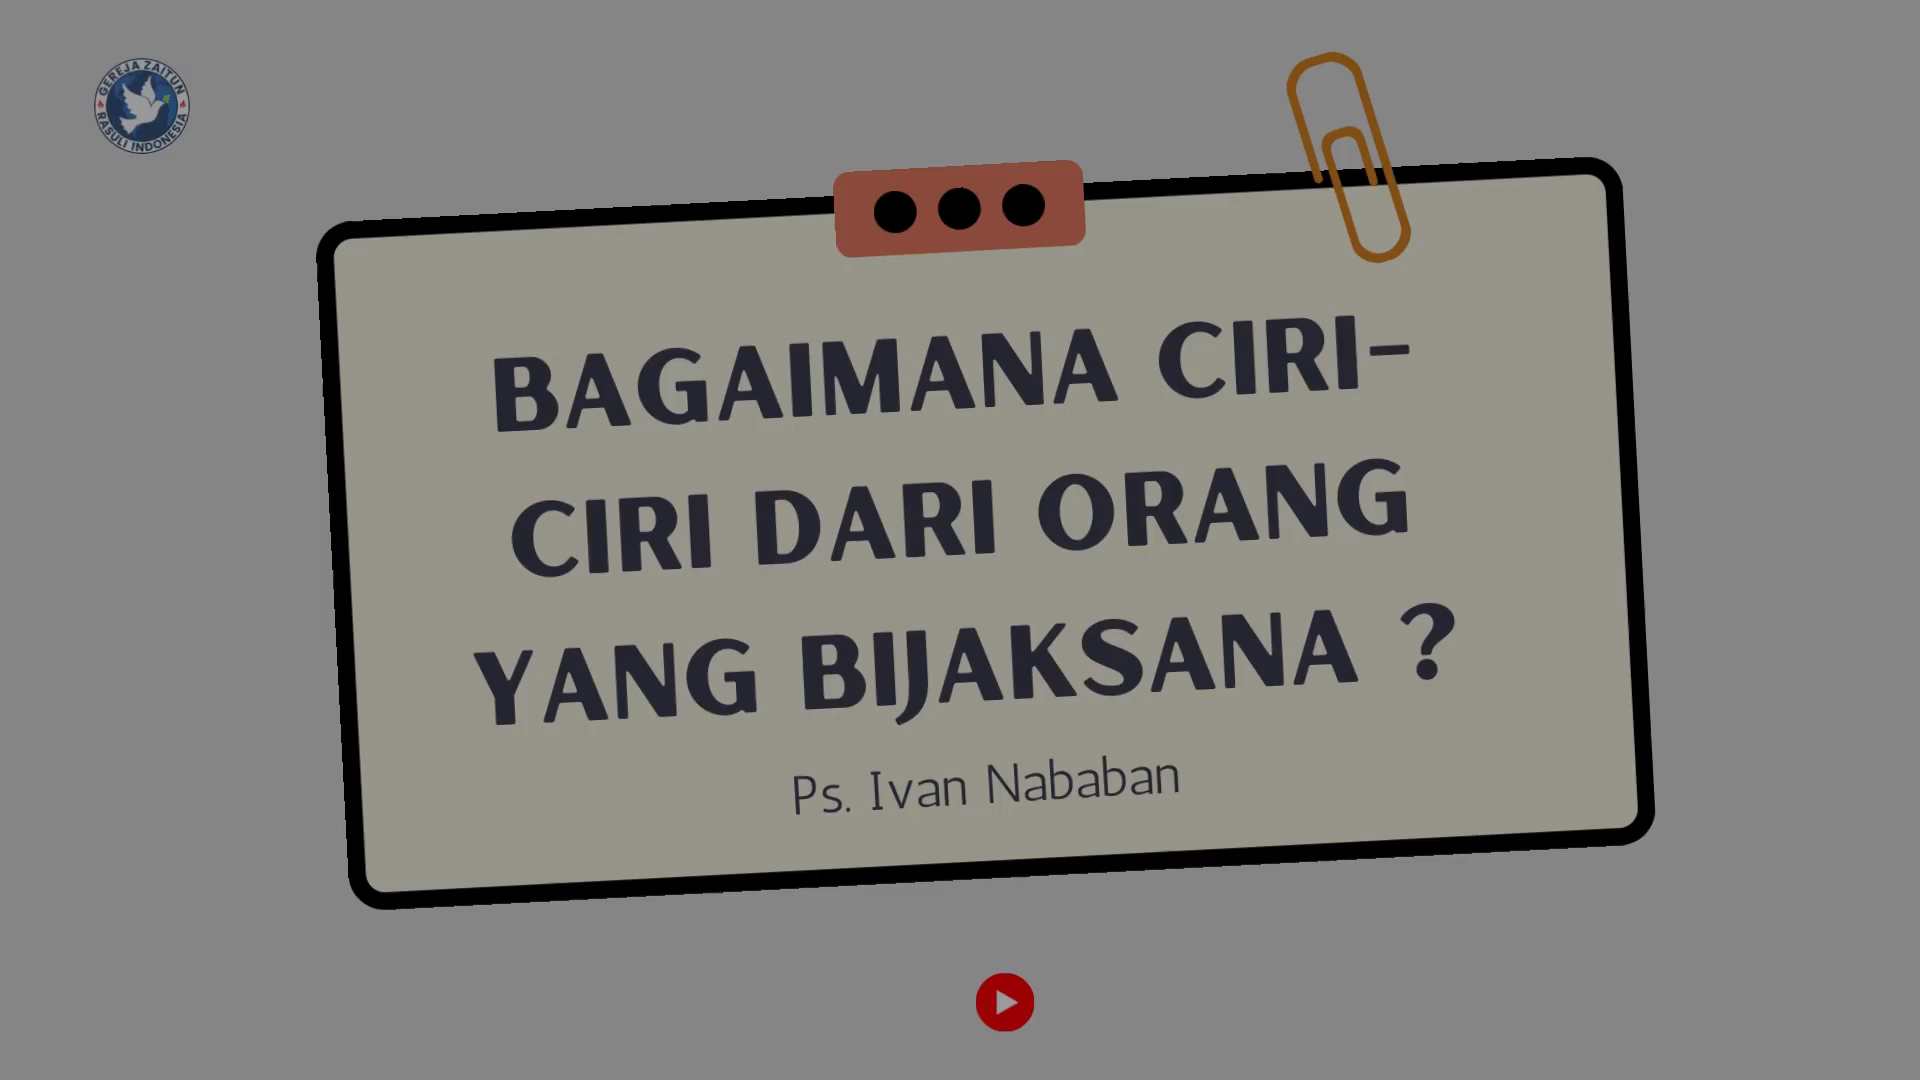 GEREJA ZAITUN
RASULI INDONESIA
BAGAIMANA CIRI-
CIRI DARI ORANG
YANG BIJAKSANA ?
Ps. Ivan Nababan